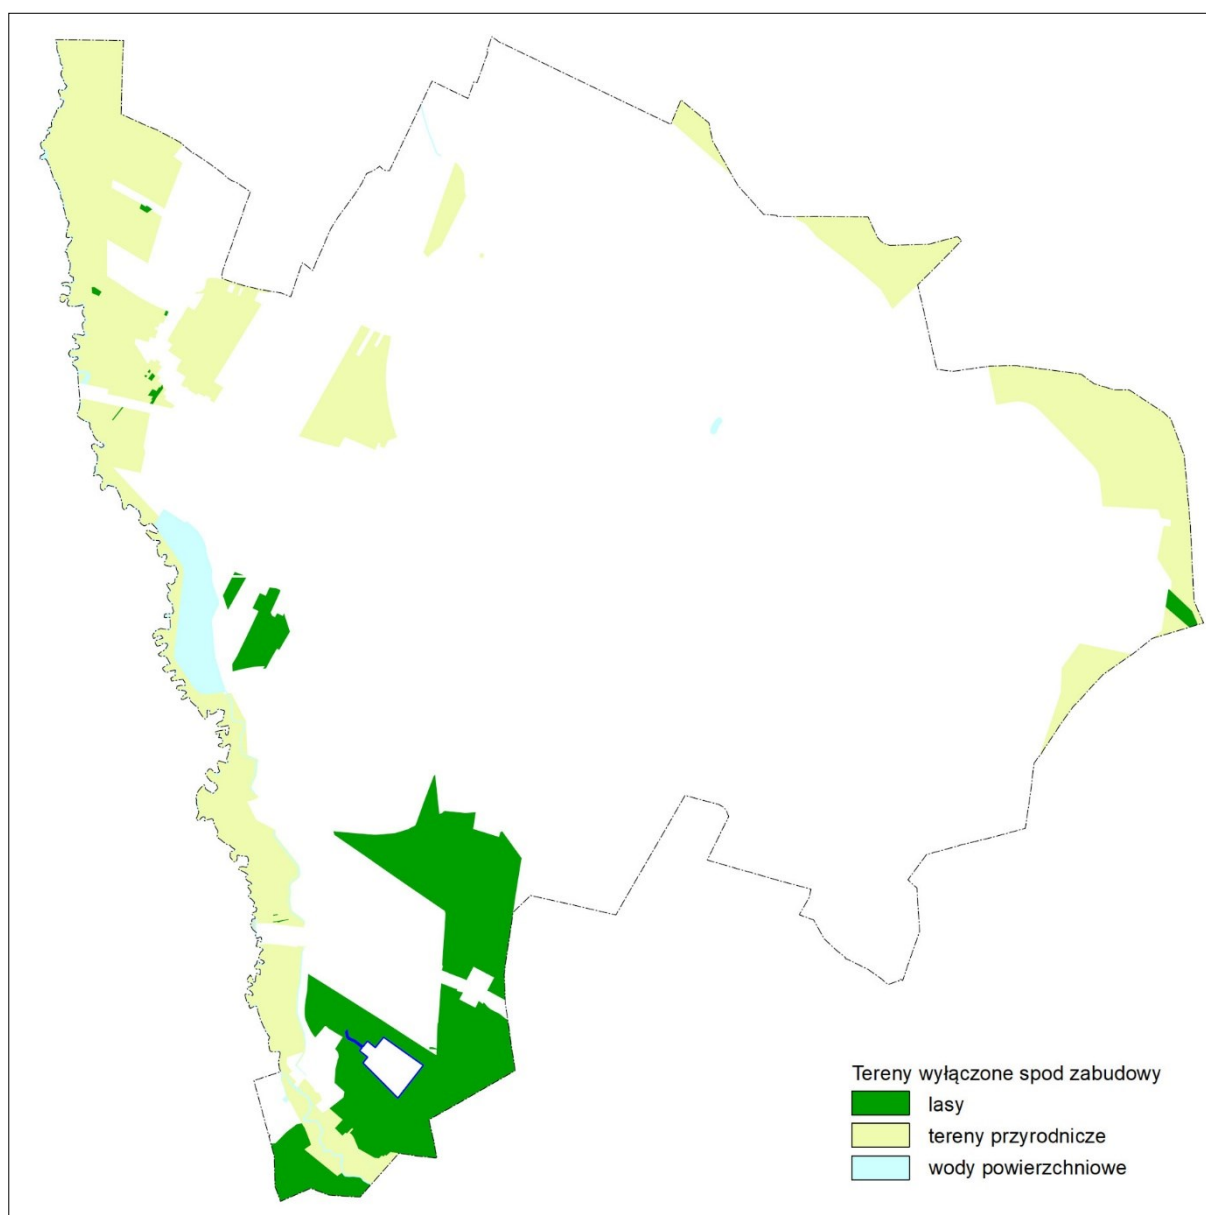 Tereny wyłączone spod zabudowy
lasy
tereny przyrodnicze
wody powierzchniowe